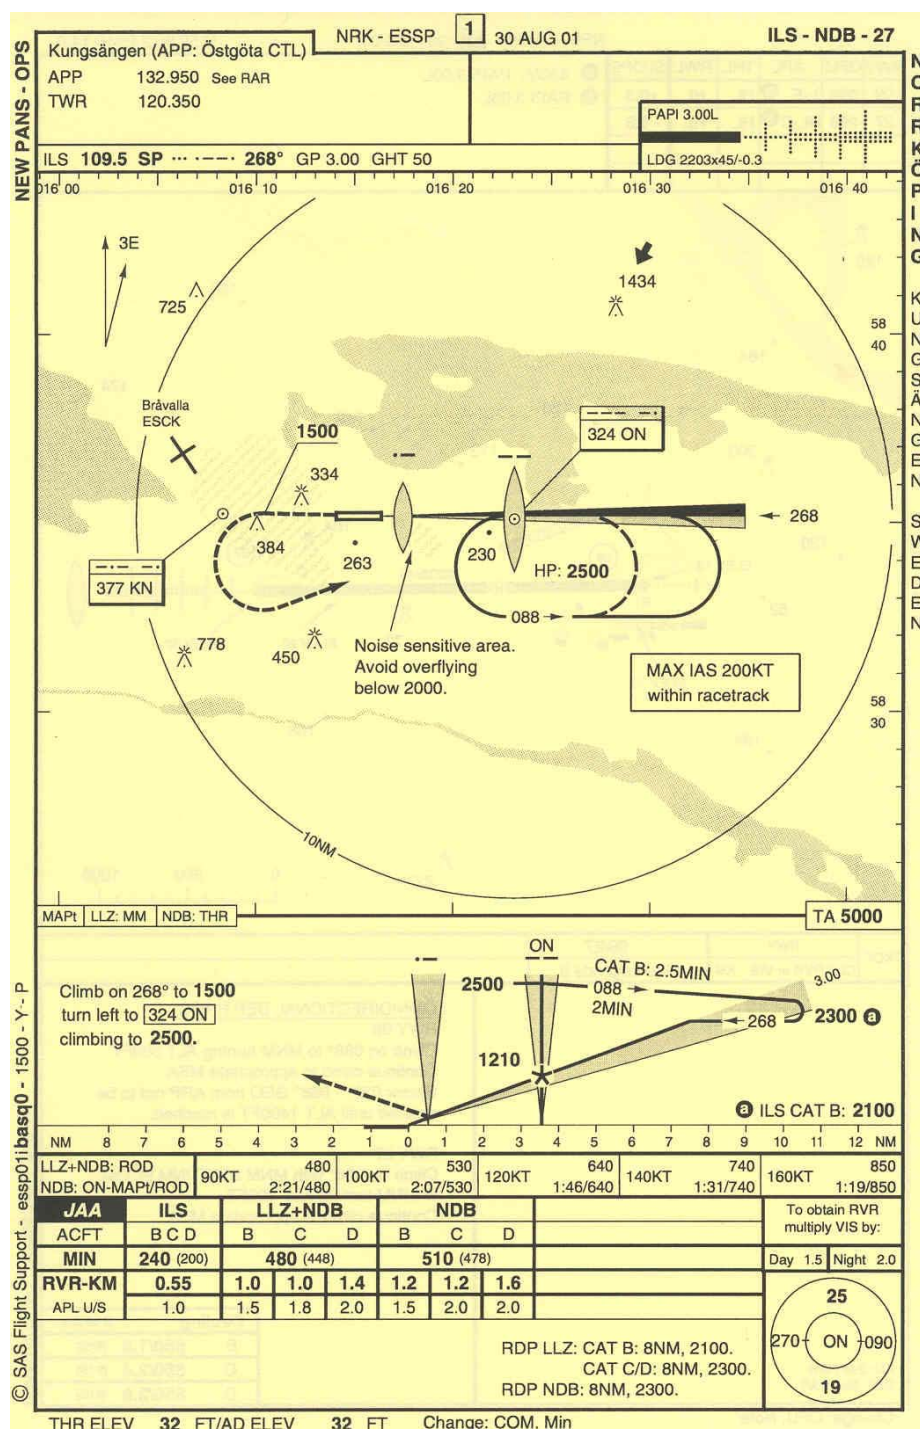 NEW PANS - OPS
Kungsängen (APP: Östgöta CTL)
APP 132.950 See RAR
TWR 120.350
NRK - ESSP 1 30 AUG 01
ILS - NDB - 27
PAPI 3.00L
LDG 2203x45/-0.3
ILS 109.5 SP ··· ·−−· 268° GP 3.00 GHT 50
NORRKÖPING KUNGSÄNGEN SWEDEN
016 00 016 10 016 20 016 30 016 40
3E
725
1434
58
40
Bråvalla
ESCK
1500
334
324 ON
268
384
263
230
HP: 2500
377 KN
088
778
450
Noise sensitive area.
Avoid overflying
below 2000.
MAX IAS 200KT
within racetrack
58
30
10NM
MAPt LLZ: MM NDB: THR
TA 5000
ON
Climb on 268° to 1500
turn left to 324 ON
climbing to 2500.
2500
CAT B: 2.5MIN
088
2MIN
3.00
268
2300 a
1210
a ILS CAT B: 2100
NM 8 7 6 5 4 3 2 1 0 1 2 3 4 5 6 7 8 9 10 11 12 NM
LLZ+NDB: ROD 90KT 480 100KT 530 120KT 640 140KT 740 160KT 850
NDB: ON-MAPt/ROD 2:21/480 2:07/530 1:46/640 1:31/740 1:19/850
JAA ILS LLZ+NDB NDB
ACFT B C D B C D B C D
MIN 240 (200) 480 (448) 510 (478)
RVR-KM 0.55 1.0 1.0 1.4 1.2 1.2 1.6
APL U/S 1.0 1.5 1.8 2.0 1.5 2.0 2.0
To obtain RVR
multiply VIS by:
Day 1.5 Night 2.0
25
270 ON 090
19
RDP LLZ: CAT B: 8NM, 2100.
CAT C/D: 8NM, 2300.
RDP NDB: 8NM, 2300.
© SAS Flight Support - essp01ibasq0 - 1500 - Y - P
THR ELEV 32 FT/AD ELEV 32 FT Change: COM. Min